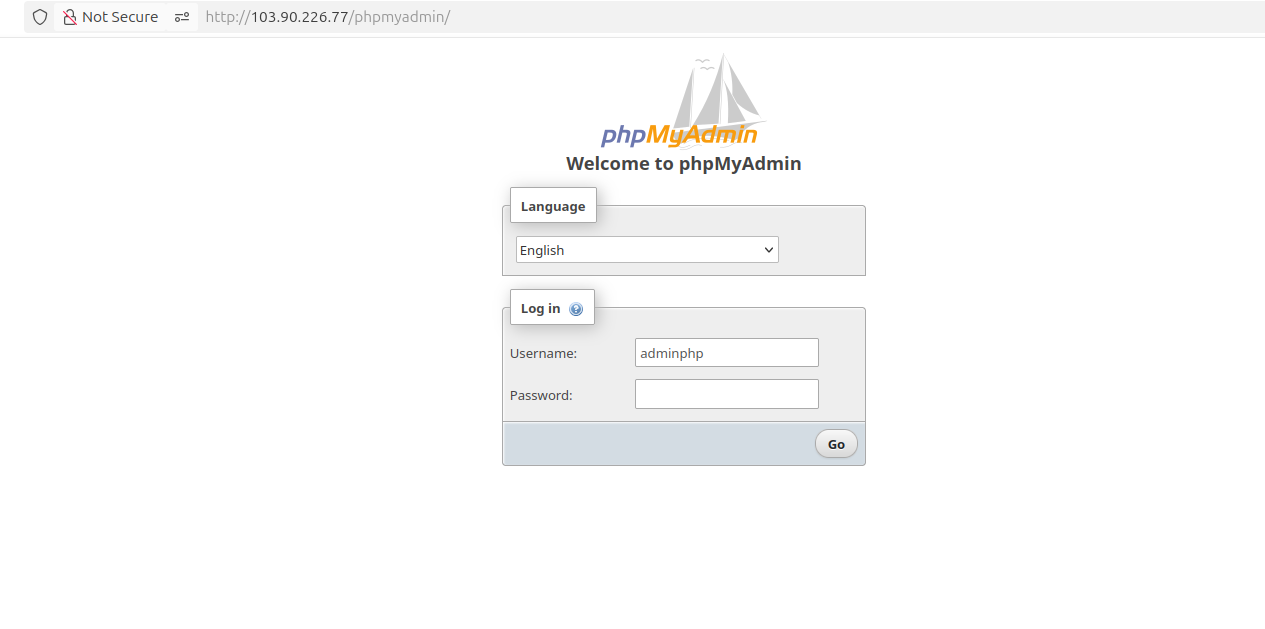 Not Secure http://103.90.226.77/phpmyadmin/
phpMyAdmin
Welcome to phpMyAdmin
Language
English
Log in
Username: adminphp
Password:
Go